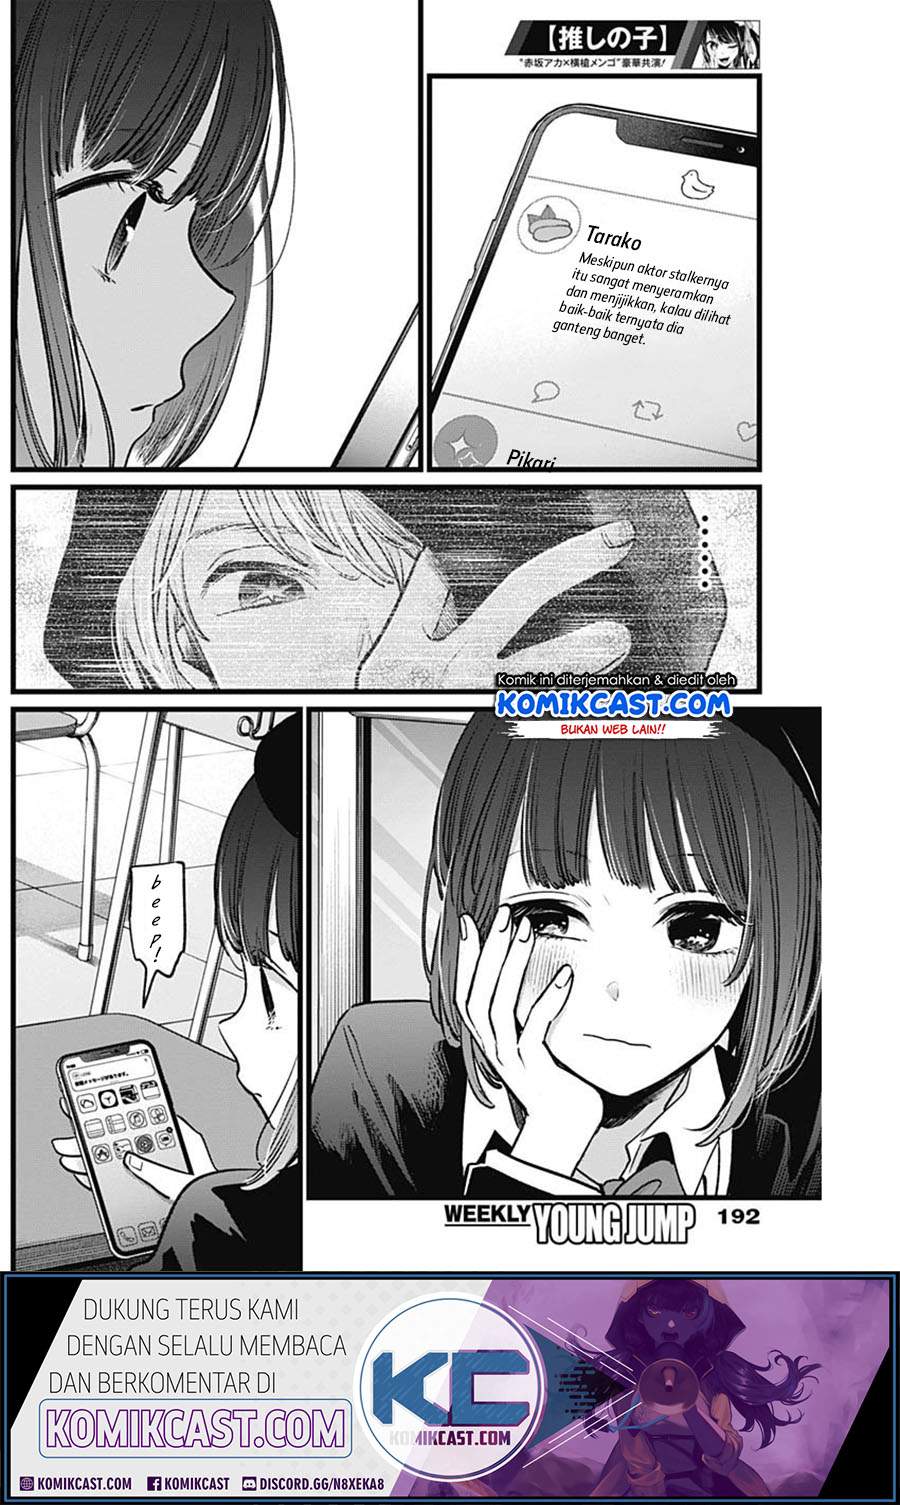 【推しの子】
“赤坂アカ×横槍メンゴ”豪華共演!
Tarako
Meskipun aktor stalkernya
itu sangat menyeramkan
dan menjijikkan, kalau dilihat
baik-baik ternyata dia
ganteng banget.
Pikari
Komik ini diterjemahkan & diedit oleh
KOMIKCAST.COM
BUKAN WEB LAIN!!
beep!
WEEKLY YOUNG JUMP 192
DUKUNG TERUS KAMI
DENGAN SELALU MEMBACA
DAN BERKOMENTAR DI
KOMIKCAST.COM
KC
KOMIKCAST.COM
KOMIKCAST.COM KOMIKCAST DISCORD.GG/N8XEKA8